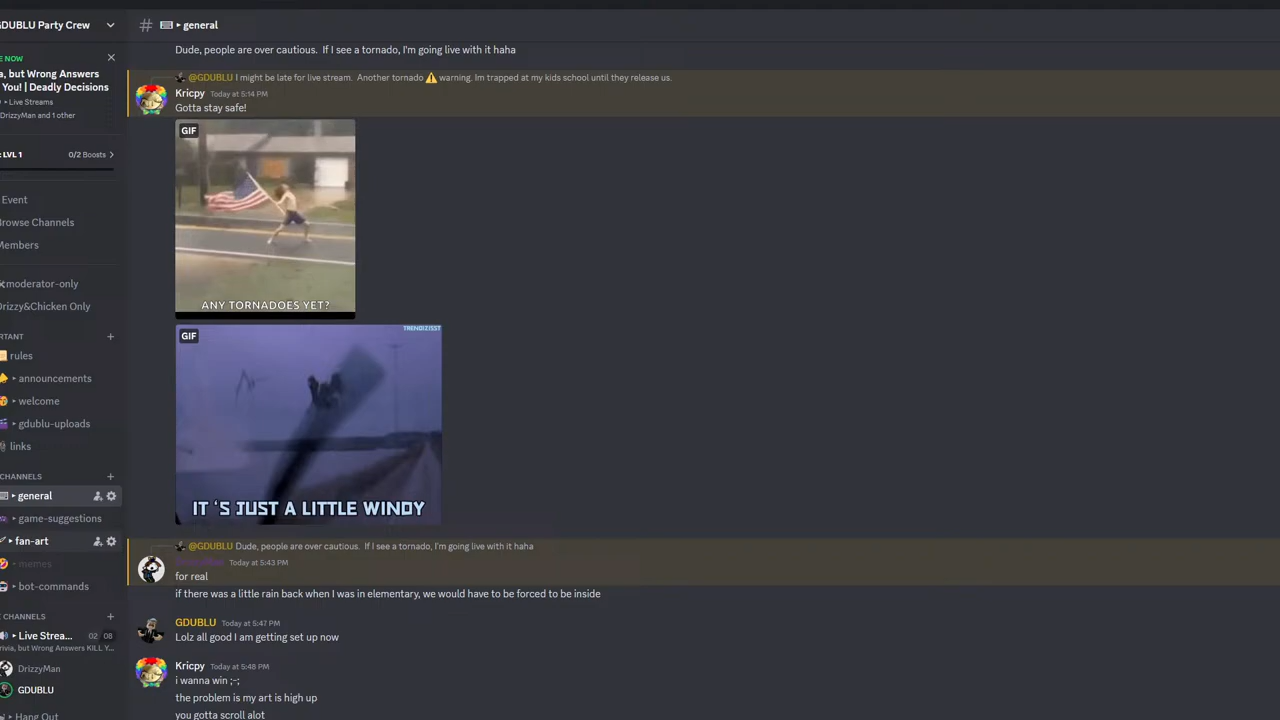 GDUBLU Party Crew
# ▸ general
E NOW
a, but Wrong Answers
You! | Deadly Decisions
• Live Streams
DrizzyMan and 1 other
LVL 1
0/2 Boosts
Event
Browse Channels
Members
moderator-only
Drizzy&Chicken Only
RTANT
rules
▸ announcements
▸ welcome
▸ gdublu-uploads
links
CHANNELS
▸ general
▸ game-suggestions
▸ fan-art
▸ memes
▸ bot-commands
E CHANNELS
▸ Live Strea... 02 08
rivia, but Wrong Answers KILL Y...
DrizzyMan
GDUBLU
▸ Hang Out
Dude, people are over cautious. If I see a tornado, I'm going live with it haha
@GDUBLU I might be late for live stream. Another tornado ⚠ warning. Im trapped at my kids school until they release us.
Kricpy Today at 5:14 PM
Gotta stay safe!
GIF
ANY TORNADOES YET?
GIF
TRENDIZISST
IT 'S JUST A LITTLE WINDY
@GDUBLU Dude, people are over cautious. If I see a tornado, I'm going live with it haha
Today at 5:43 PM
for real
if there was a little rain back when I was in elementary, we would have to be forced to be inside
GDUBLU Today at 5:47 PM
Lolz all good I am getting set up now
Kricpy Today at 5:48 PM
i wanna win ;-;
the problem is my art is high up
you gotta scroll alot